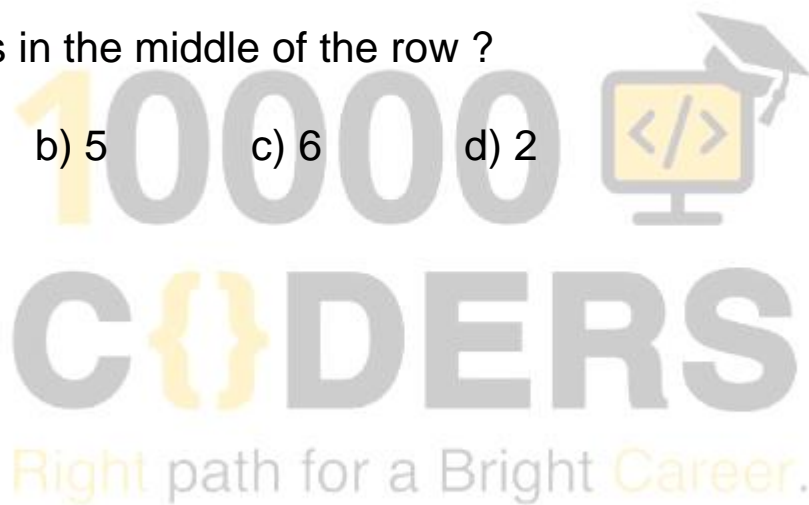 s in the middle of the row ?
b) 5 c) 6 d) 2
10000
</>
C{}DERS
Right path for a Bright Career.